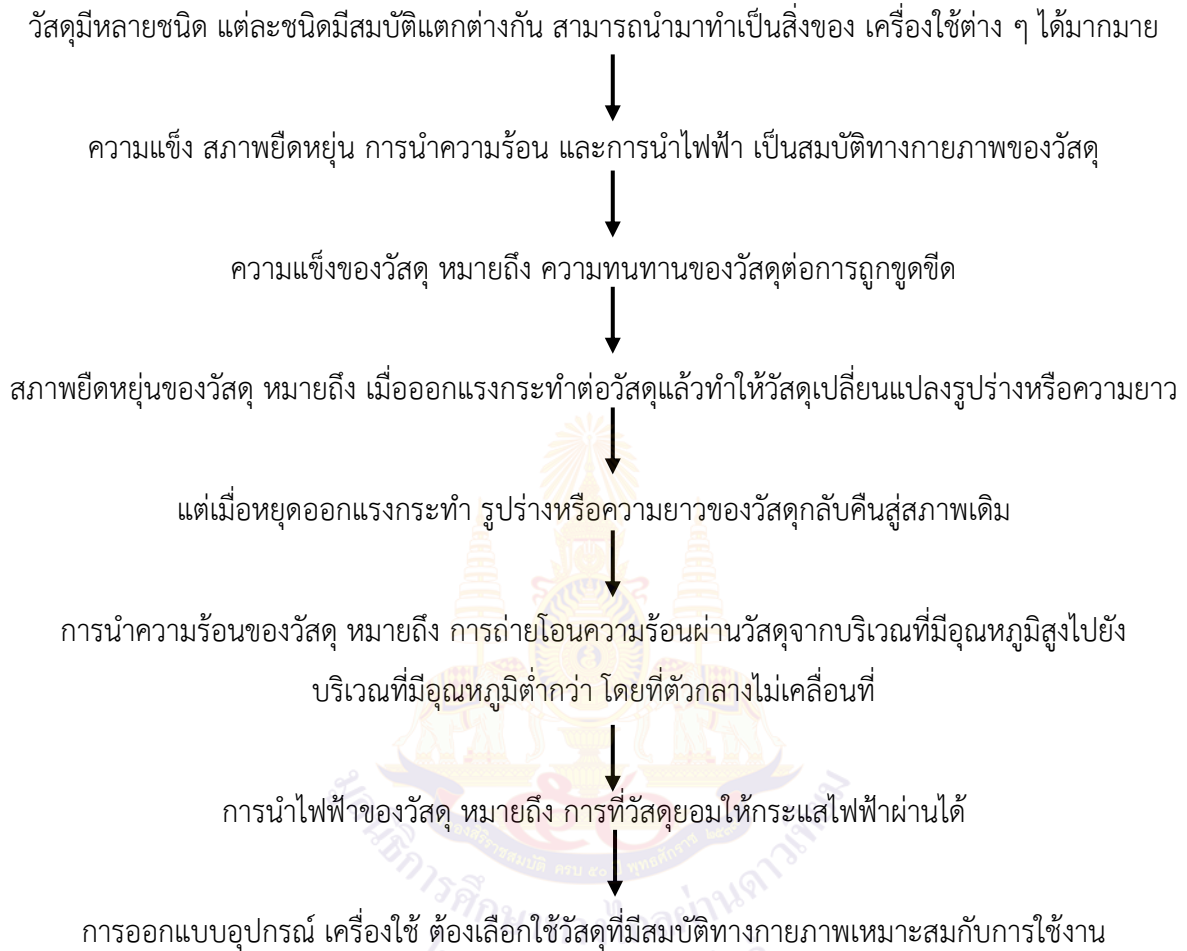 วัสดุมีหลายชนิด แต่ละชนิดมีสมบัติแตกต่างกัน สามารถนำมาทำเป็นสิ่งของ เครื่องใช้ต่าง ๆ ได้มากมาย
ความแข็ง สภาพยืดหยุ่น การนำความร้อน และการนำไฟฟ้า เป็นสมบัติทางกายภาพของวัสดุ
ความแข็งของวัสดุ หมายถึง ความทนทานของวัสดุต่อการถูกขูดขีด
สภาพยืดหยุ่นของวัสดุ หมายถึง เมื่อออกแรงกระทำต่อวัสดุแล้วทำให้วัสดุเปลี่ยนแปลงรูปร่างหรือความยาว
แต่เมื่อหยุดออกแรงกระทำ รูปร่างหรือความยาวของวัสดุกลับคืนสู่สภาพเดิม
การนำความร้อนของวัสดุ หมายถึง การถ่ายโอนความร้อนผ่านวัสดุจากบริเวณที่มีอุณหภูมิสูงไปยัง
บริเวณที่มีอุณหภูมิต่ำกว่า โดยที่ตัวกลางไม่เคลื่อนที่
การนำไฟฟ้าของวัสดุ หมายถึง การที่วัสดุยอมให้กระแสไฟฟ้าผ่านได้
การออกแบบอุปกรณ์ เครื่องใช้ ต้องเลือกใช้วัสดุที่มีสมบัติทางกายภาพเหมาะสมกับการใช้งาน